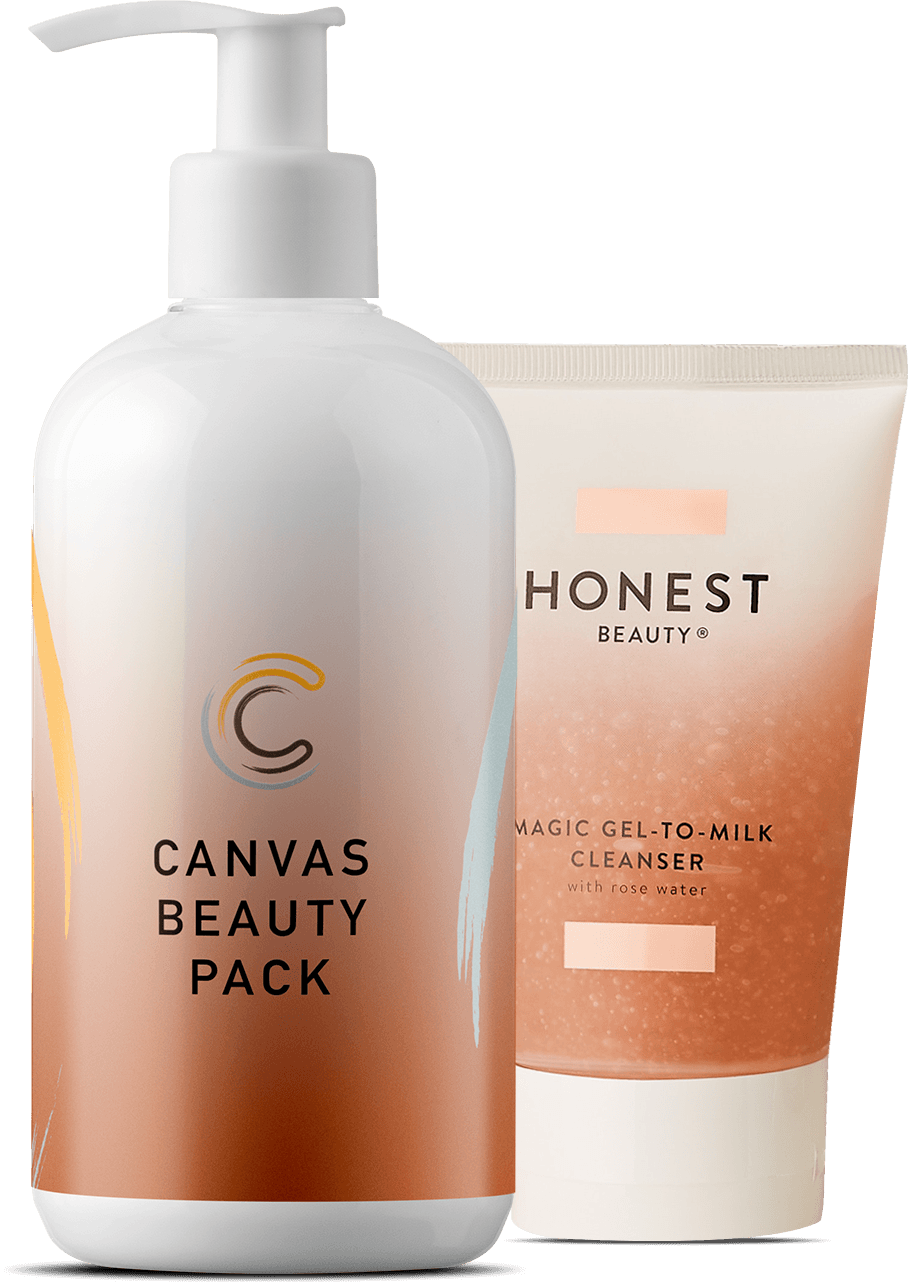 CANVAS
BEAUTY
PACK
HONEST
BEAUTY®
MAGIC GEL-TO-MILK
CLEANSER
with rose water